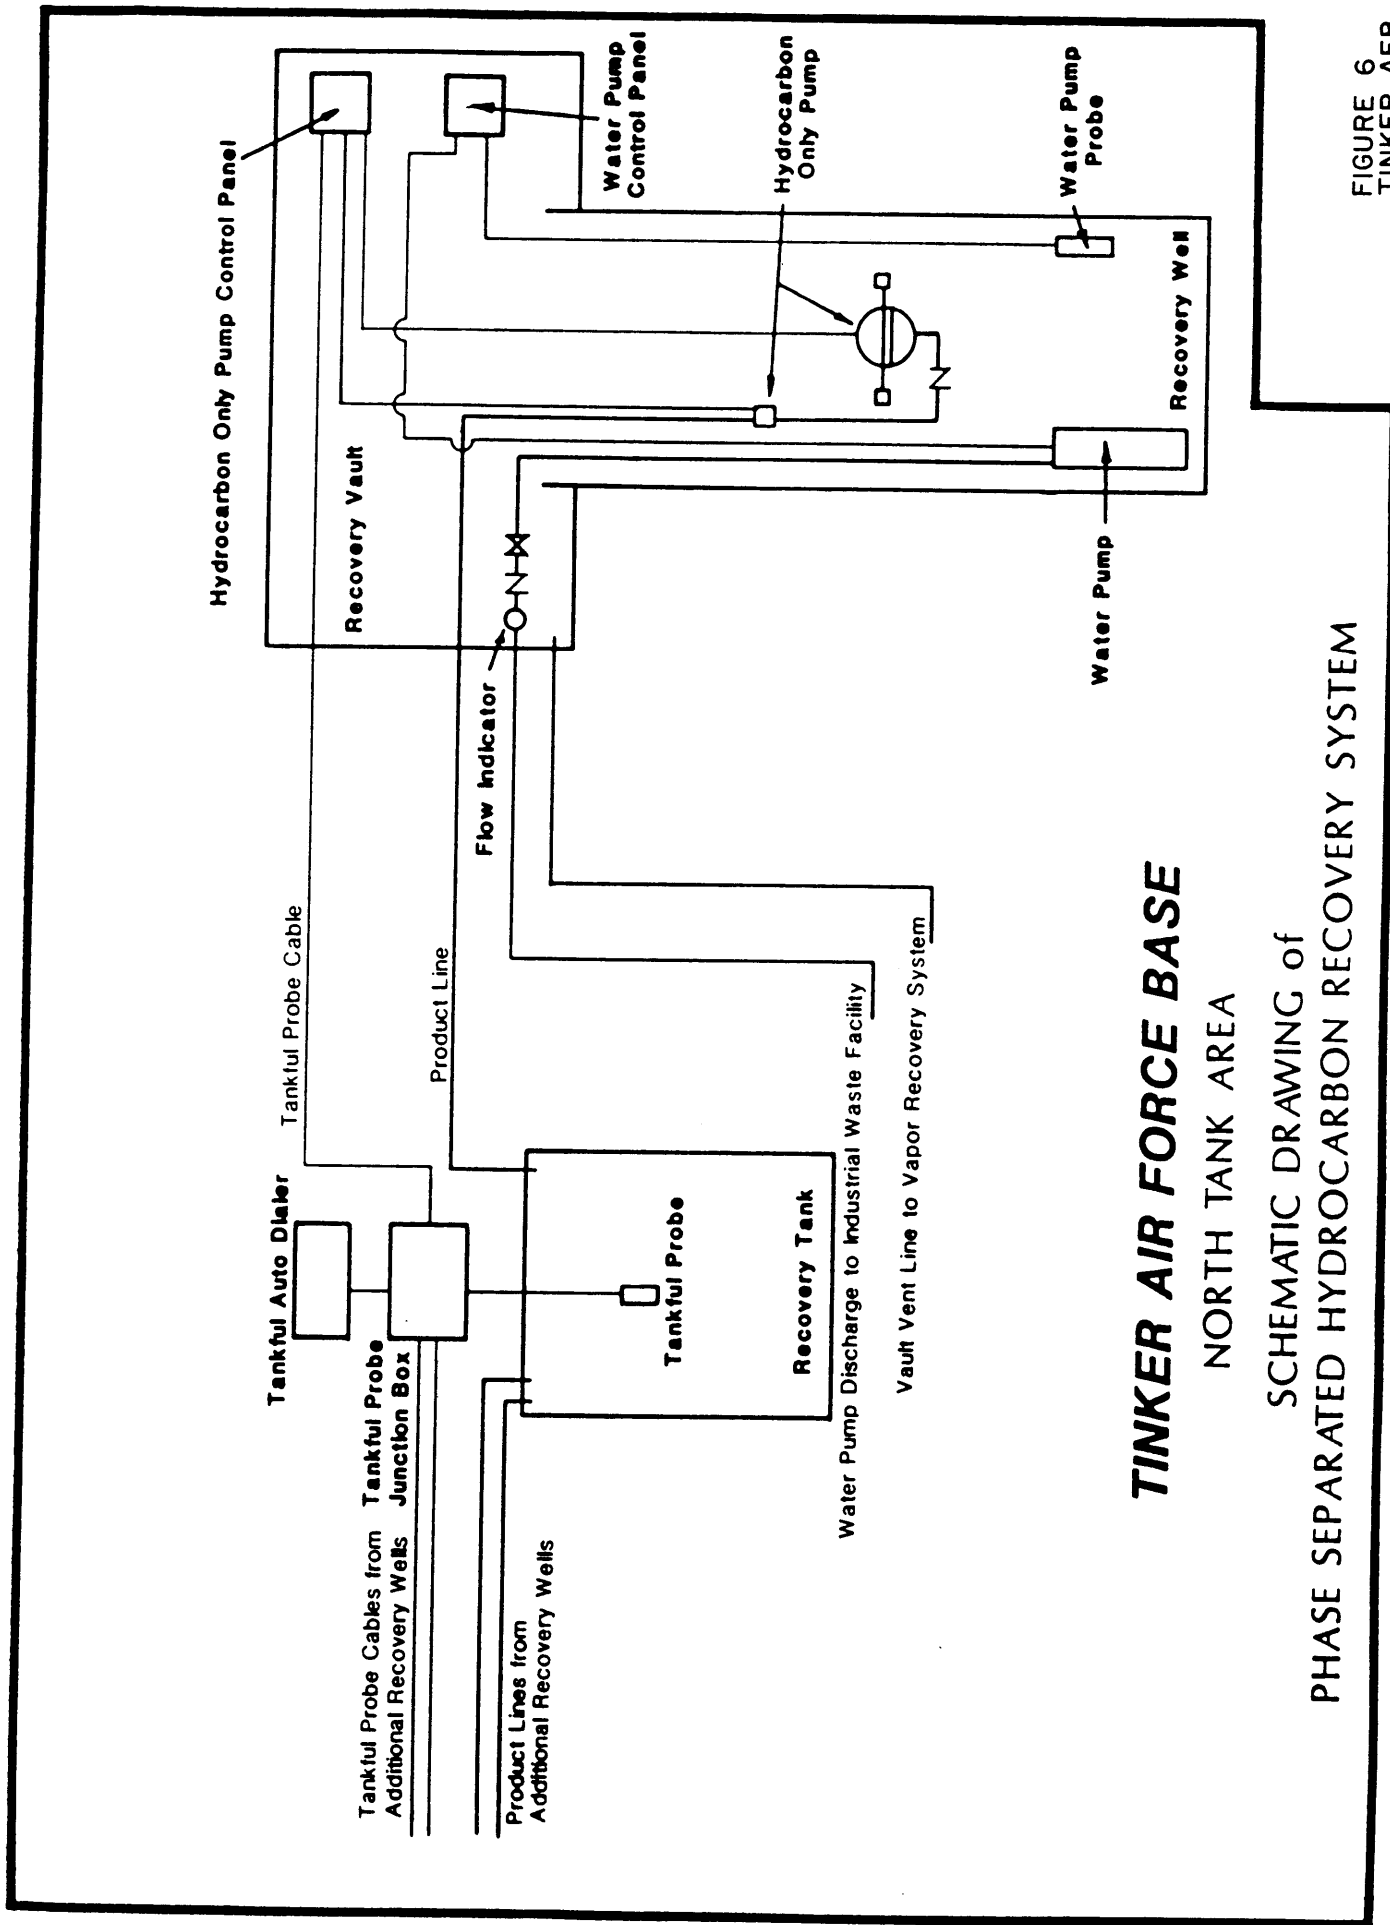 Hydrocarbon Only Pump Control Panel
Recovery Vault
Water Pump
Control Panel
Hydrocarbon
Only Pump
Water Pump
Probe
Recovery Well
Water Pump
Flow Indicator
Tankful Probe Cable
Product Line
Tankful Auto Dialer
Tankful Probe
Junction Box
Tankful Probe Cables from
Additional Recovery Wells
Product Lines from
Additional Recovery Wells
Tankful Probe
Recovery Tank
Water Pump Discharge to Industrial Waste Facility
Vault Vent Line to Vapor Recovery System
TINKER AIR FORCE BASE
NORTH TANK AREA
SCHEMATIC DRAWING of
PHASE SEPARATED HYDROCARBON RECOVERY SYSTEM
FIGURE 6
TINKER AFB